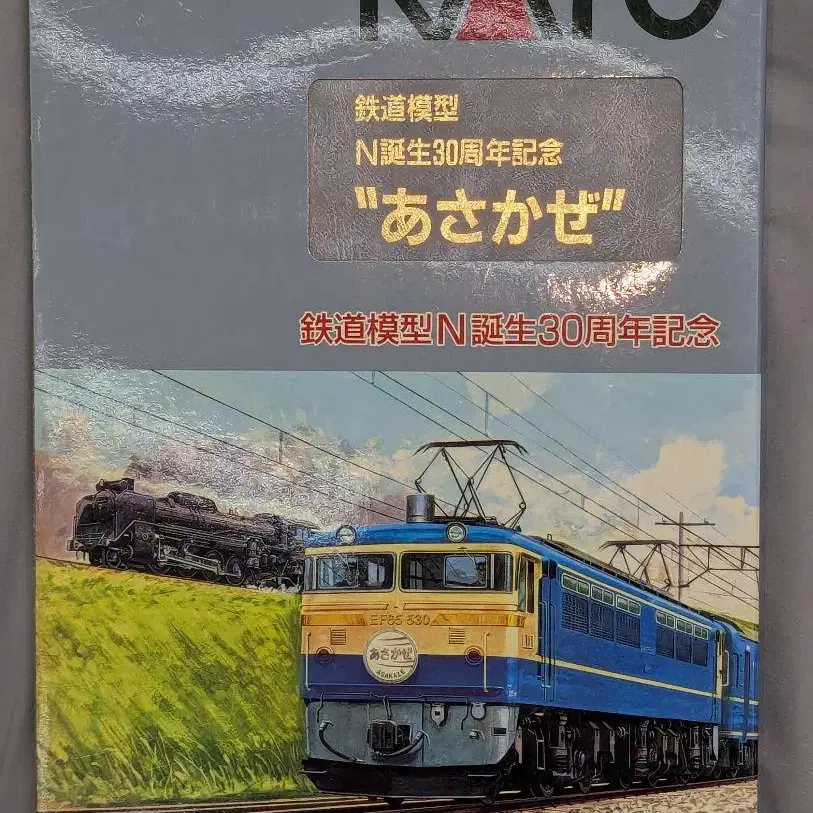 KATO
鉄道模型
N誕生30周年記念
"あさかぜ"
鉄道模型N誕生30周年記念
EF65 530
あさかぜ
ASAKAZE